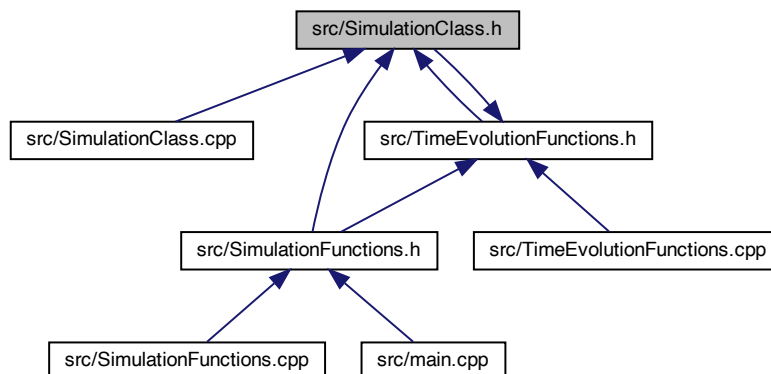 src/SimulationClass.h
src/SimulationClass.cpp
src/TimeEvolutionFunctions.h
src/SimulationFunctions.h
src/TimeEvolutionFunctions.cpp
src/SimulationFunctions.cpp
src/main.cpp